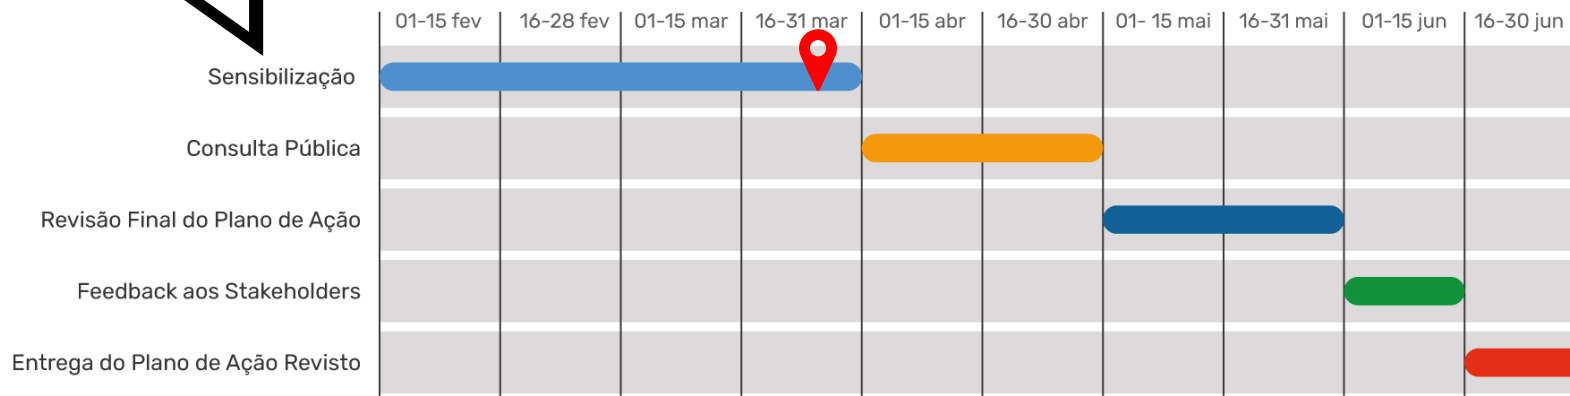 01-15 fev 16-28 fev 01-15 mar 16-31 mar 01-15 abr 16-30 abr 01- 15 mai 16-31 mai 01-15 jun 16-30 jun
Sensibilização
Consulta Pública
Revisão Final do Plano de Ação
Feedback aos Stakeholders
Entrega do Plano de Ação Revisto